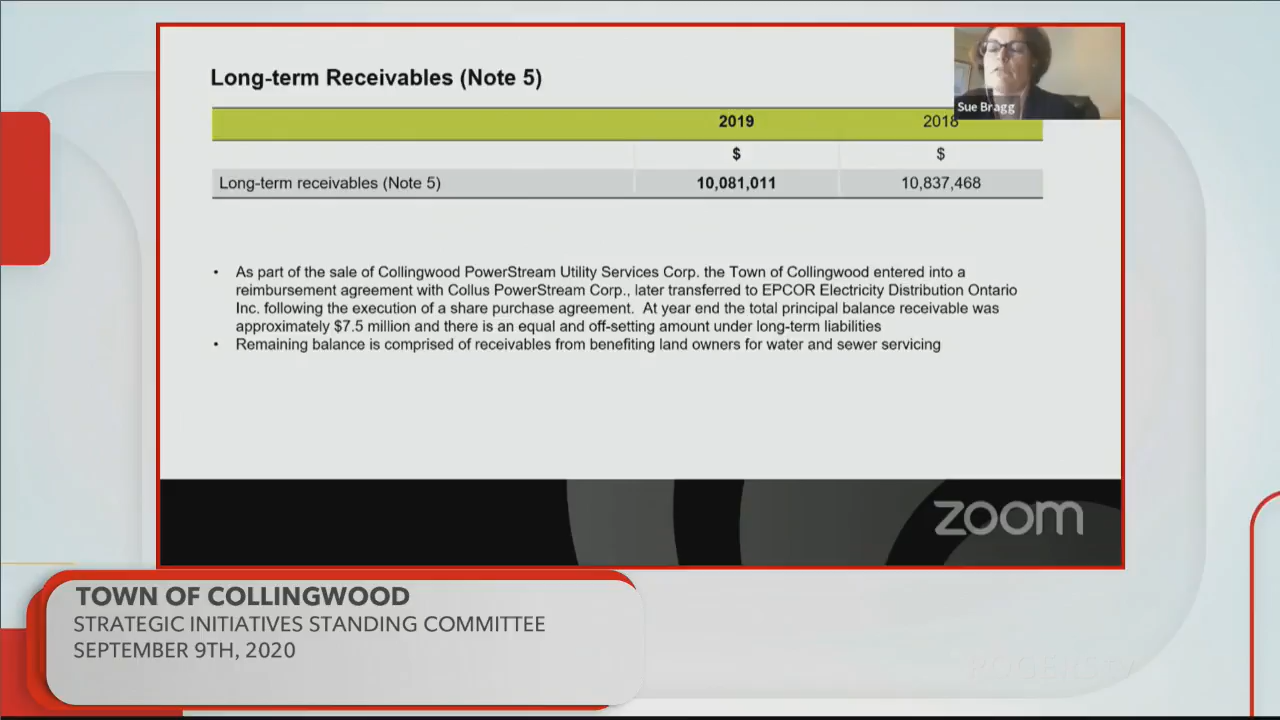 Long-term Receivables (Note 5)
Sue Bragg
2019 2018
$ $
Long-term receivables (Note 5) 10,081,011 10,837,468
• As part of the sale of Collingwood PowerStream Utility Services Corp. the Town of Collingwood entered into a
reimbursement agreement with Collus PowerStream Corp., later transferred to EPCOR Electricity Distribution Ontario
Inc. following the execution of a share purchase agreement. At year end the total principal balance receivable was
approximately $7.5 million and there is an equal and off-setting amount under long-term liabilities
• Remaining balance is comprised of receivables from benefiting land owners for water and sewer servicing
zoom
TOWN OF COLLINGWOOD
STRATEGIC INITIATIVES STANDING COMMITTEE
SEPTEMBER 9TH, 2020
ROGERS TV